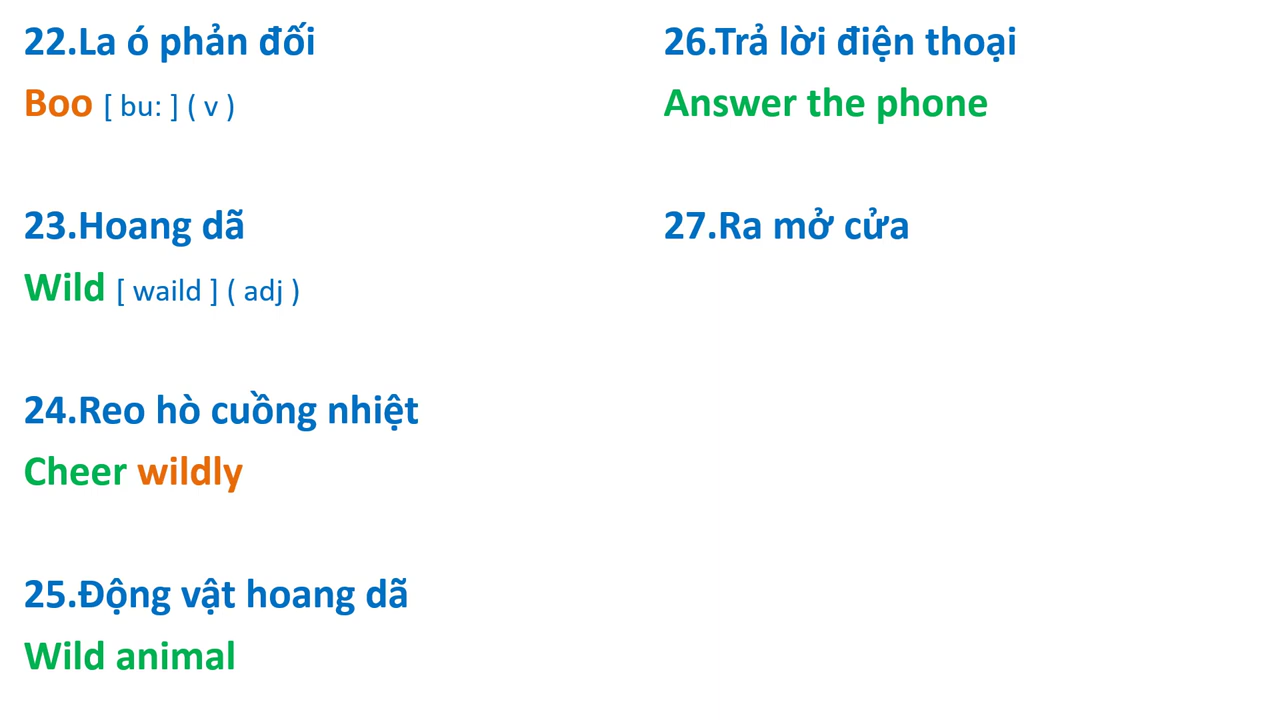 22.La ó phản đối
Boo [ bu: ] ( v )
23.Hoang dã
Wild [ waild ] ( adj )
24.Reo hò cuồng nhiệt
Cheer wildly
25.Động vật hoang dã
Wild animal
26.Trả lời điện thoại
Answer the phone
27.Ra mở cửa